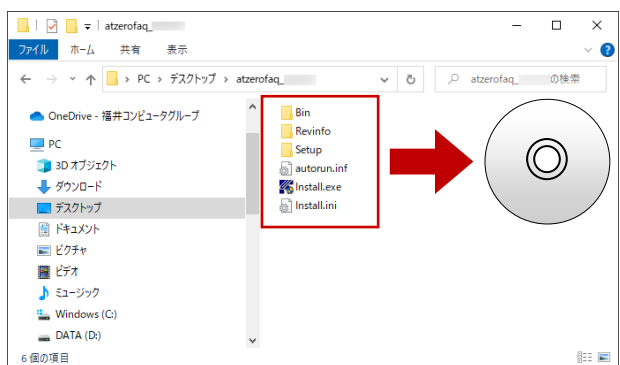 atzerofaq_
ファイル ホーム 共有 表示
PC › デスクトップ › atzerofaq_
atzerofaq_ の検索
OneDrive - 福井コンピュータグループ
PC
3D オブジェクト
ダウンロード
デスクトップ
ドキュメント
ピクチャ
ビデオ
ミュージック
Windows (C:)
DATA (D:)
Bin
Revinfo
Setup
autorun.inf
Install.exe
Install.ini
6 個の項目